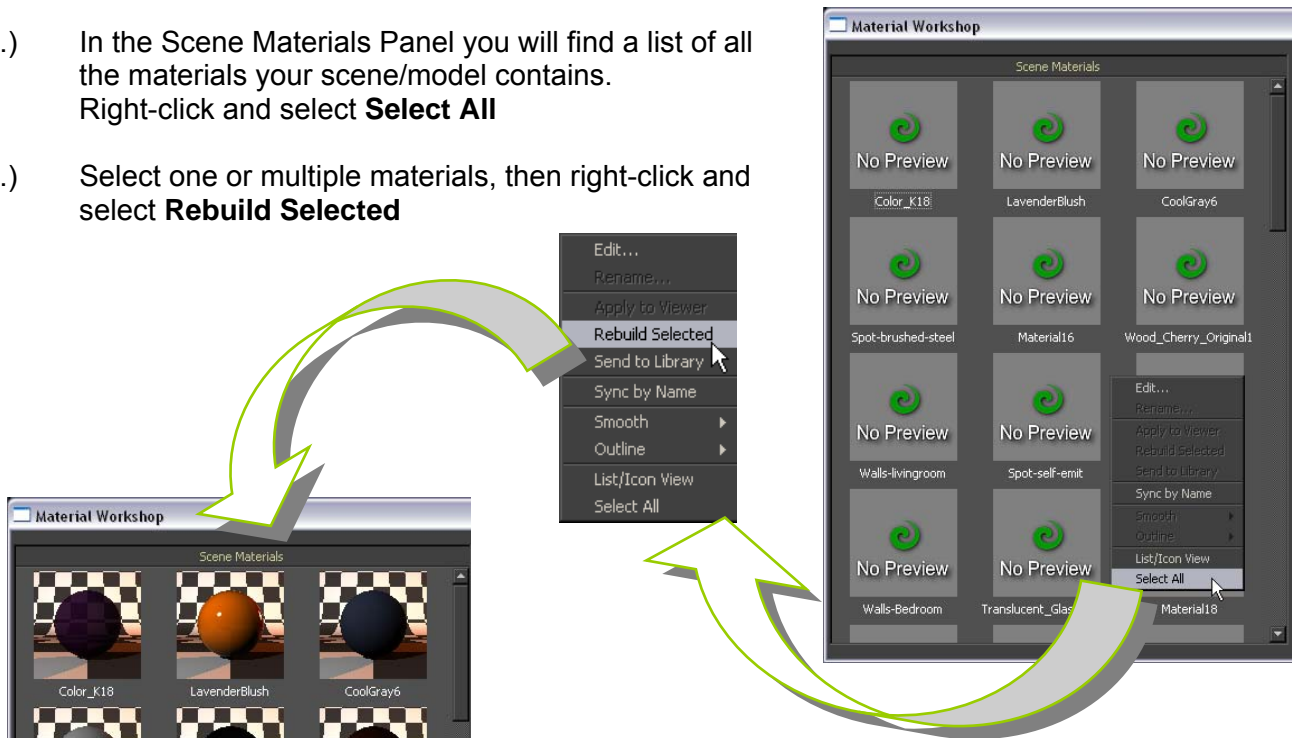 .) In the Scene Materials Panel you will find a list of all
the materials your scene/model contains.
Right-click and select Select All
.) Select one or multiple materials, then right-click and
select Rebuild Selected
Edit...
Rename...
Apply to Viewer
Rebuild Selected
Send to Library
Sync by Name
Smooth
Outline
List/Icon View
Select All
Material Workshop
Scene Materials
No Preview
No Preview
No Preview
Color_K18
LavenderBlush
CoolGray6
No Preview
No Preview
No Preview
Spot-brushed-steel
Material16
Wood_Cherry_Original1
No Preview
No Preview
Walls-livingroom
Spot-self-emit
No Preview
No Preview
Walls-Bedroom
Translucent_Glas
Material18
Edit...
Rename...
Apply to Viewer
Rebuild Selected
Send to Library
Sync by Name
Smooth
Outline
List/Icon View
Select All
Material Workshop
Scene Materials
Color_K18
LavenderBlush
CoolGray6